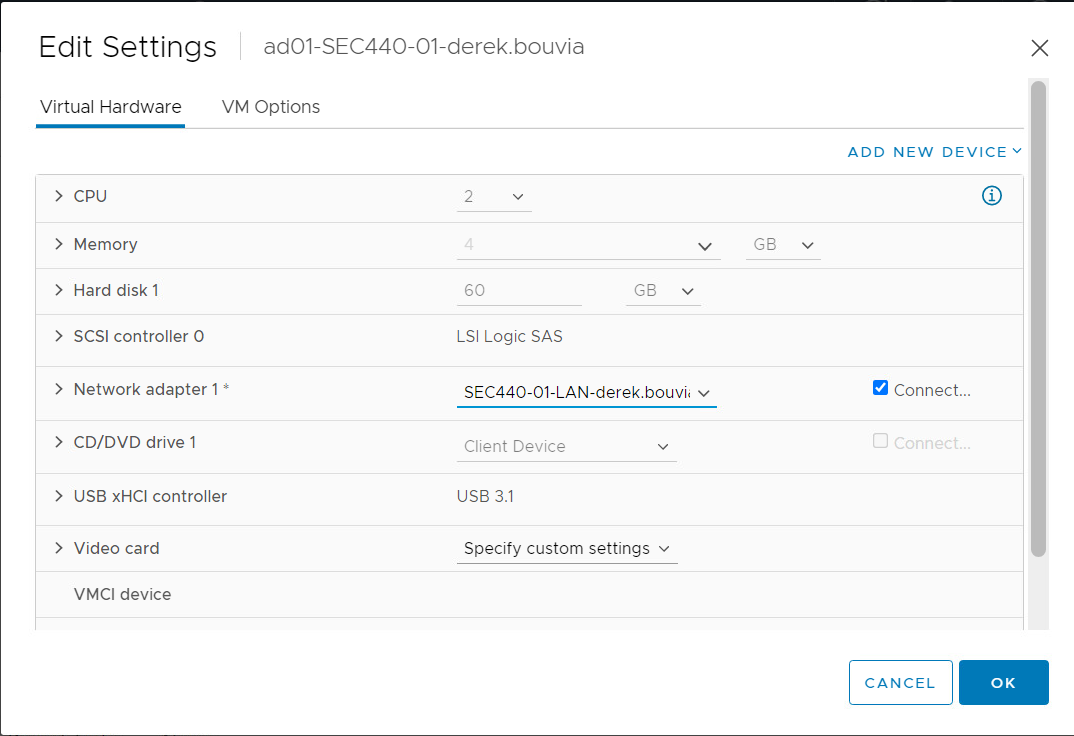 Edit Settings ad01-SEC440-01-derek.bouvia
Virtual Hardware VM Options
ADD NEW DEVICE
CPU 2
Memory 4 GB
Hard disk 1 60 GB
SCSI controller 0 LSI Logic SAS
Network adapter 1 * SEC440-01-LAN-derek.bouvi Connect...
CD/DVD drive 1 Client Device Connect...
USB xHCI controller USB 3.1
Video card Specify custom settings
VMCI device
CANCEL OK